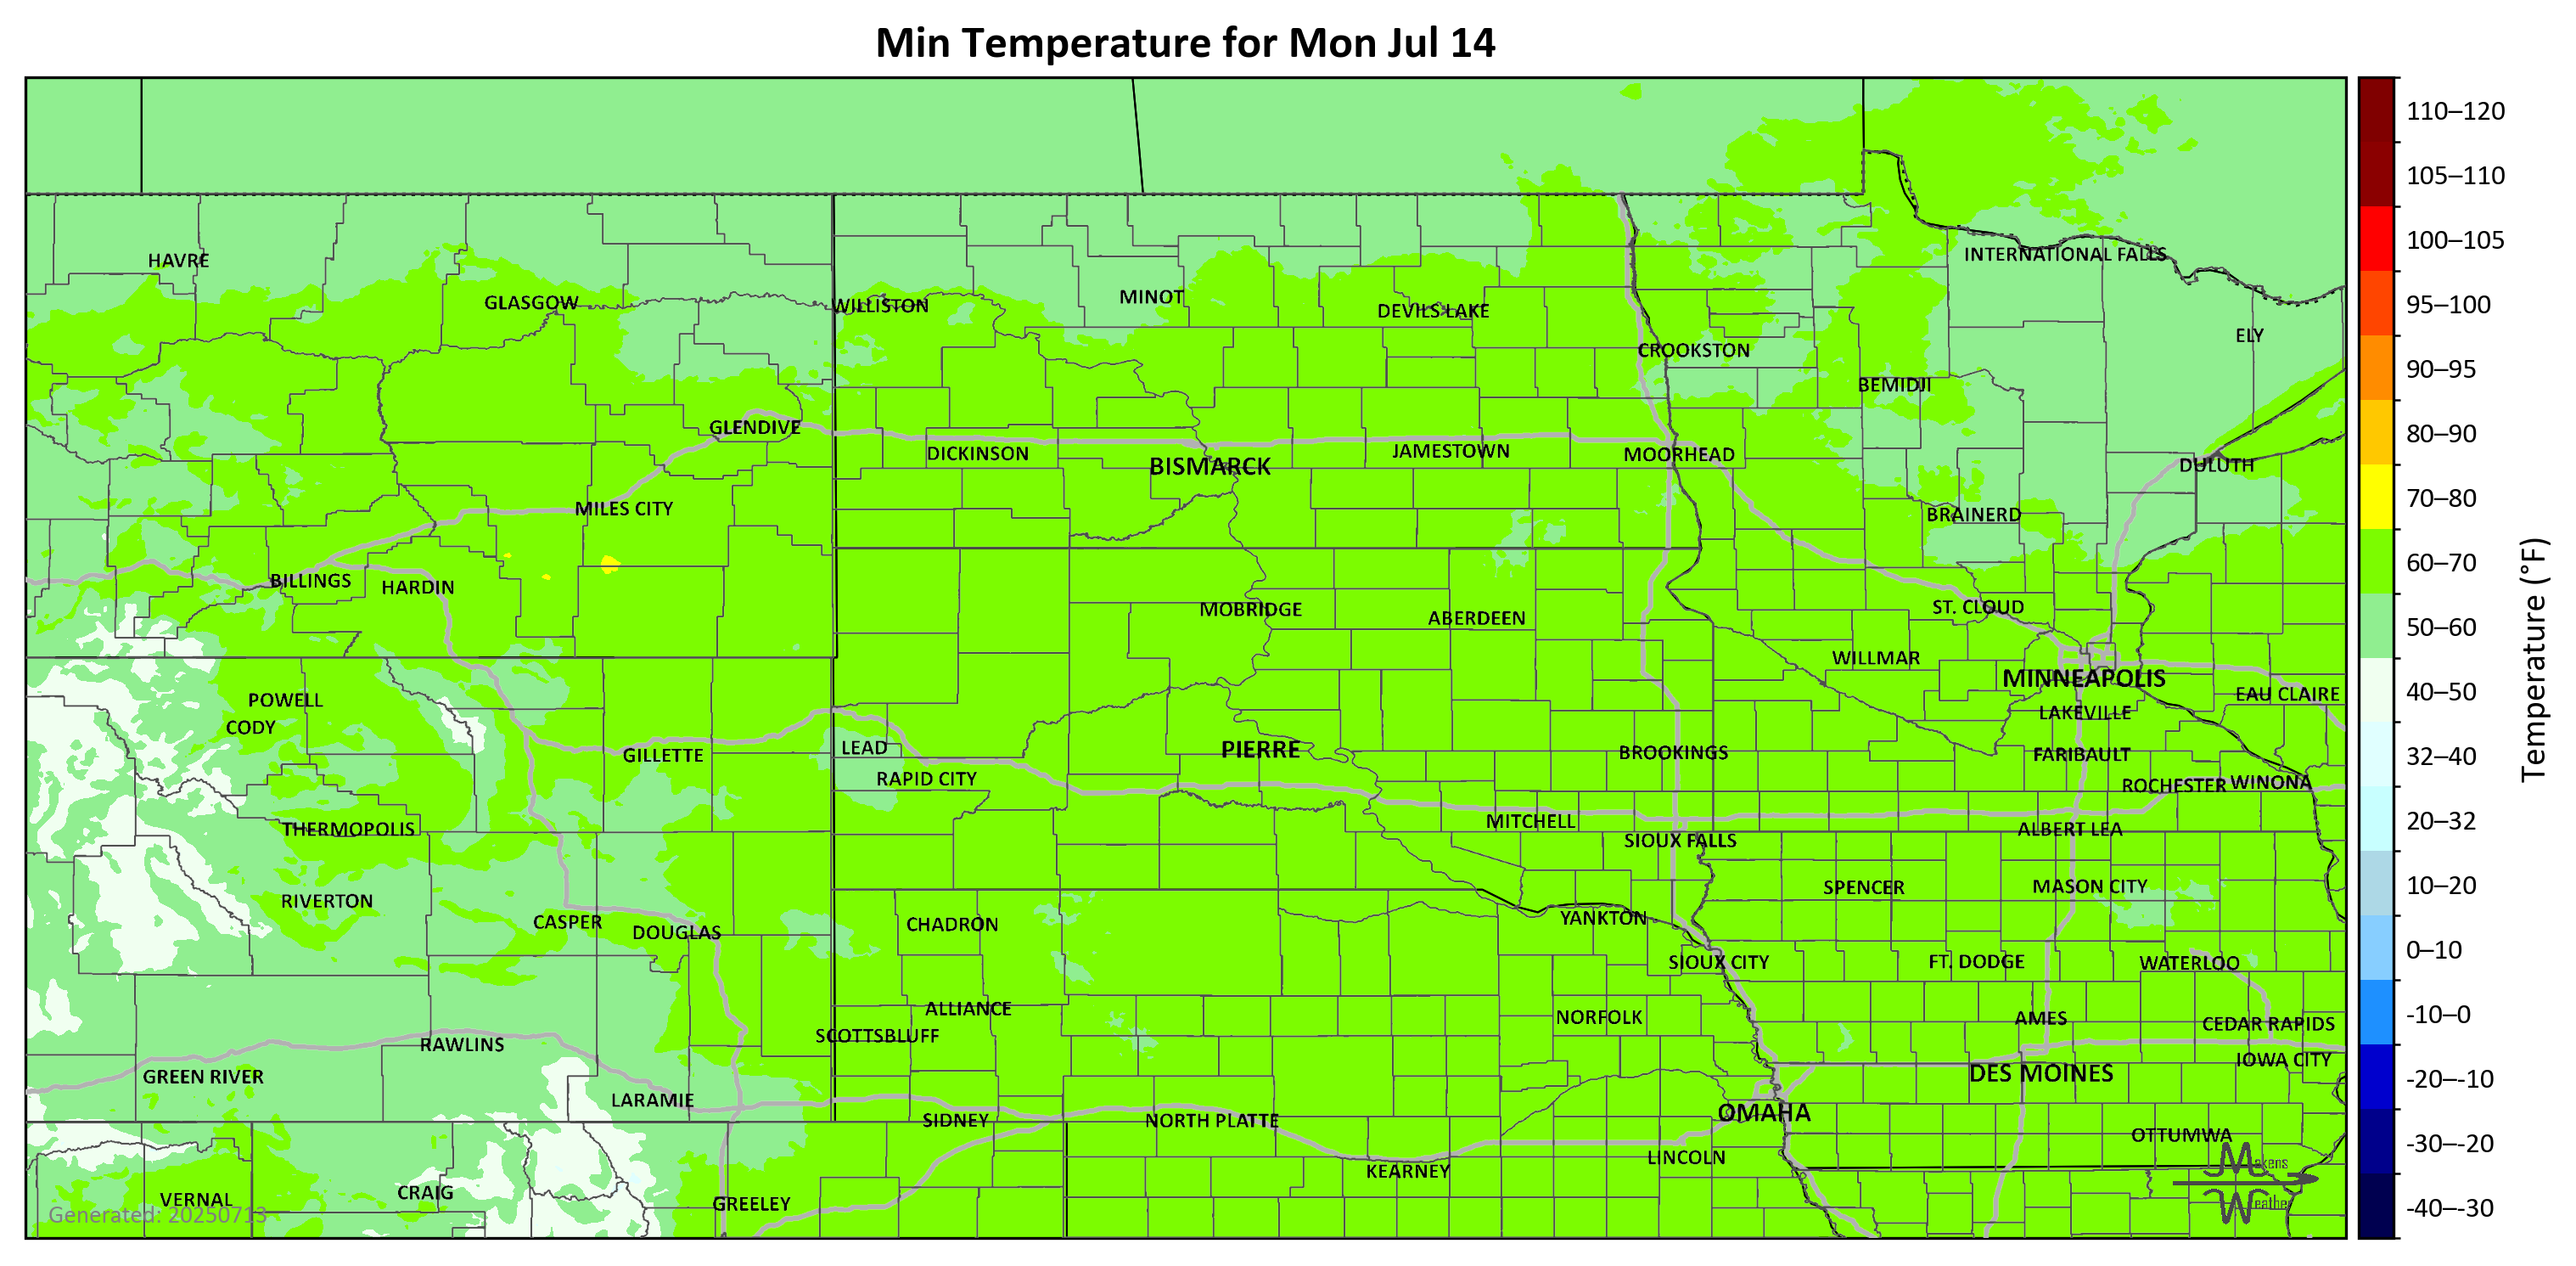 Min Temperature for Mon Jul 14
HAVRE
GLASGOW
WILLISTON
MINOT
DEVILS LAKE
INTERNATIONAL FALLS
ELY
CROOKSTON
BEMIDJI
GLENDIVE
DICKINSON
BISMARCK
JAMESTOWN
MOORHEAD
DULUTH
MILES CITY
BRAINERD
BILLINGS
HARDIN
MOBRIDGE
ABERDEEN
ST. CLOUD
WILLMAR
MINNEAPOLIS
EAU CLAIRE
POWELL
CODY
LAKEVILLE
GILLETTE
LEAD
PIERRE
BROOKINGS
FARIBAULT
RAPID CITY
ROCHESTER
WINONA
THERMOPOLIS
MITCHELL
SIOUX FALLS
ALBERT LEA
RIVERTON
SPENCER
MASON CITY
CASPER
DOUGLAS
CHADRON
YANKTON
SIOUX CITY
FT. DODGE
WATERLOO
ALLIANCE
NORFOLK
AMES
CEDAR RAPIDS
SCOTTSBLUFF
RAWLINS
IOWA CITY
GREEN RIVER
DES MOINES
LARAMIE
OMAHA
SIDNEY
NORTH PLATTE
OTTUMWA
LINCOLN
KEARNEY
VERNAL
CRAIG
GREELEY
Generated: 20250713
Makens
Weather
110–120
105–110
100–105
95–100
90–95
80–90
70–80
60–70
50–60
40–50
32–40
20–32
10–20
0–10
-10–0
-20–-10
-30–-20
-40–-30
Temperature (°F)